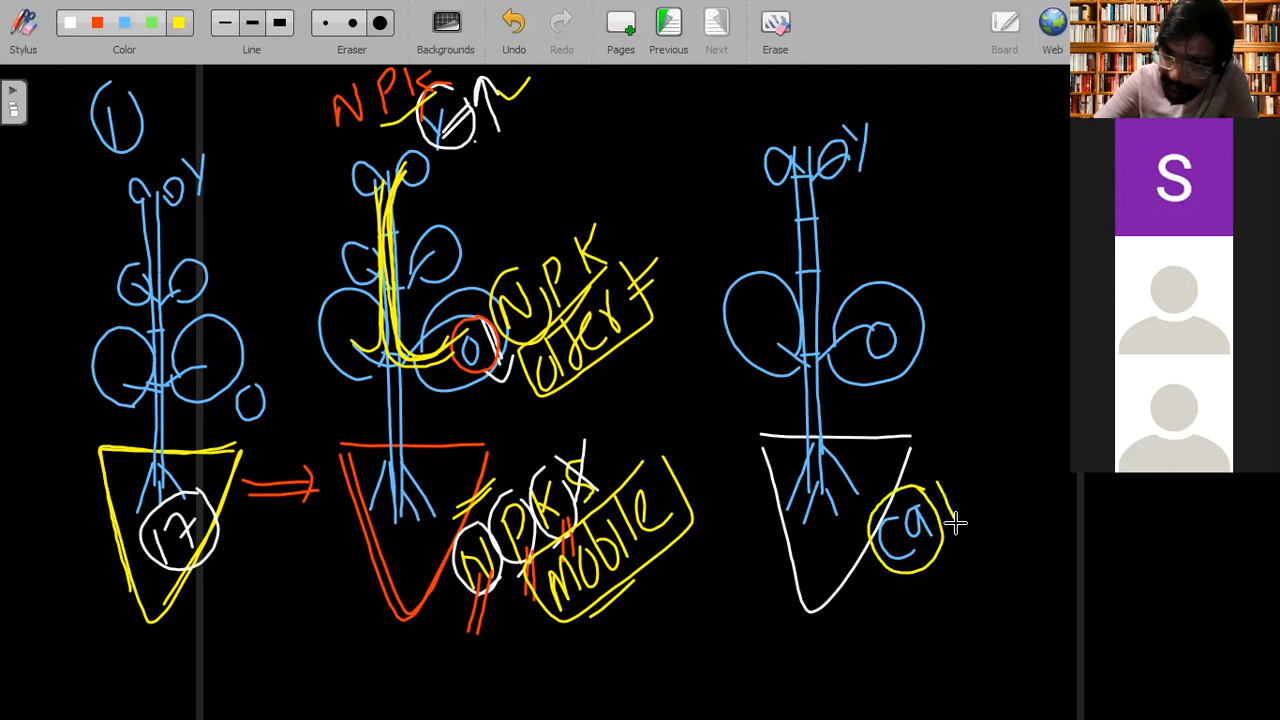 Stylus Color Line Eraser Backgrounds Undo Redo Pages Previous Next Erase Board Web
1
NPK
Y
Y
Y
S
NPK
older
O
O
O
17
NPK
mobile
Ca